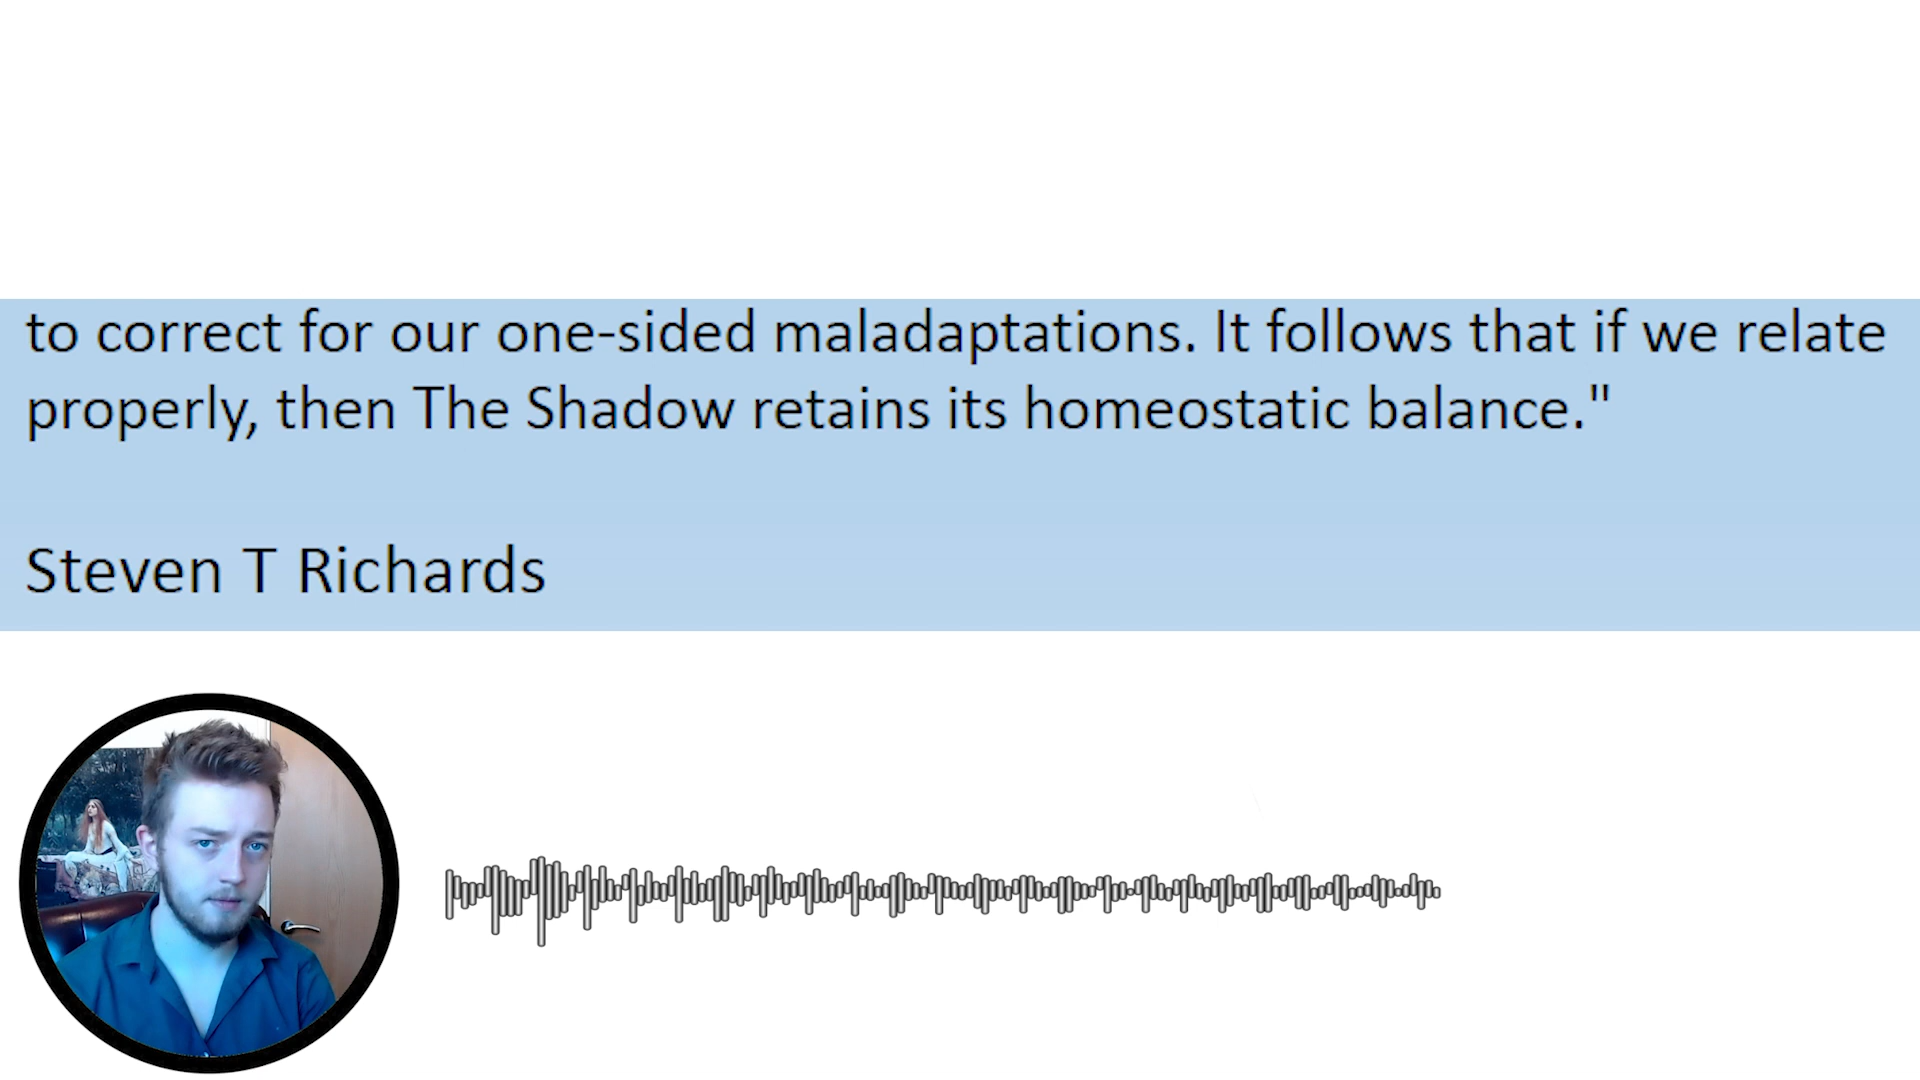 to correct for our one-sided maladaptations. It follows that if we relate
properly, then The Shadow retains its homeostatic balance."
Steven T Richards